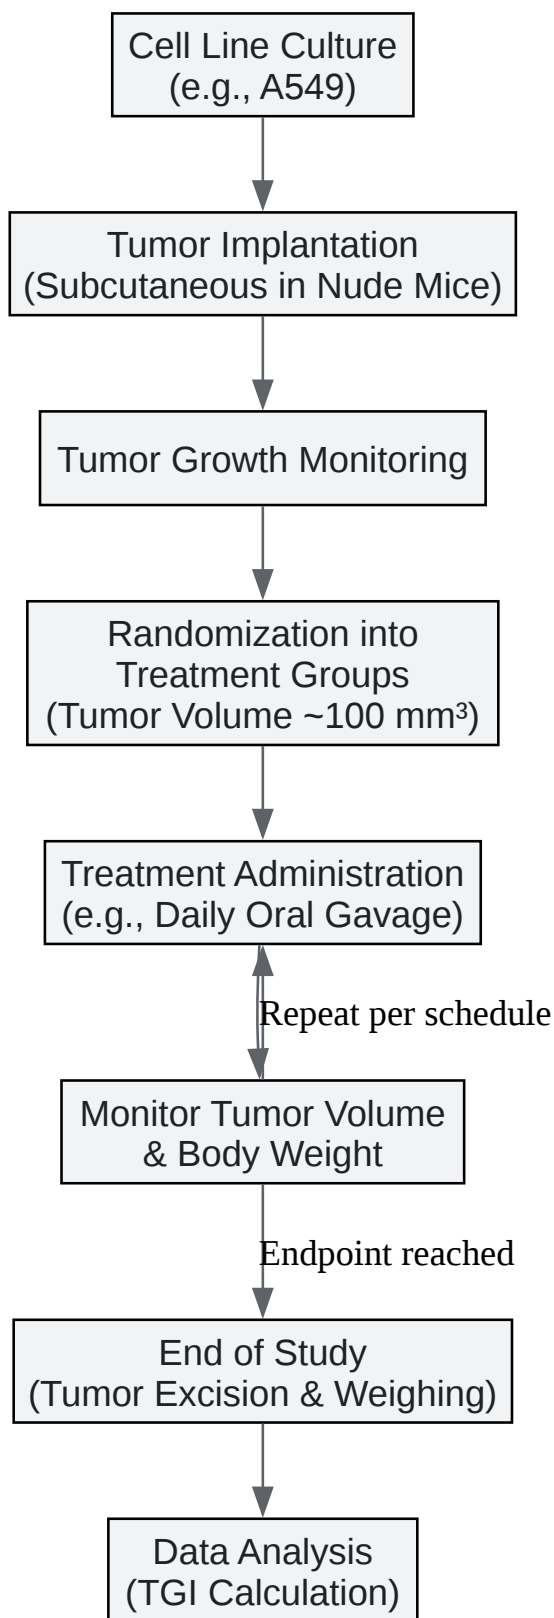 Cell Line Culture
(e.g., A549)
Tumor Implantation
(Subcutaneous in Nude Mice)
Tumor Growth Monitoring
Randomization into
Treatment Groups
(Tumor Volume ~100 mm³)
Treatment Administration
(e.g., Daily Oral Gavage)
Repeat per schedule
Monitor Tumor Volume
& Body Weight
Endpoint reached
End of Study
(Tumor Excision & Weighing)
Data Analysis
(TGI Calculation)